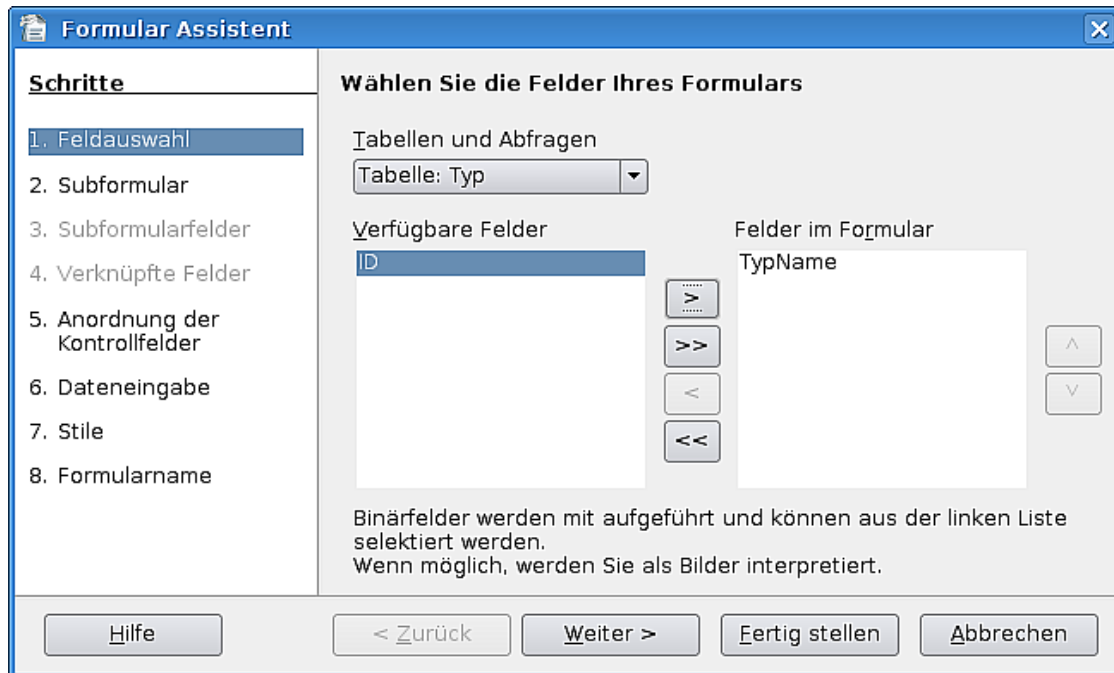 Formular Assistent
Schritte
1. Feldauswahl
2. Subformular
3. Subformularfelder
4. Verknüpfte Felder
5. Anordnung der
Kontrollfelder
6. Dateneingabe
7. Stile
8. Formularname
Wählen Sie die Felder Ihres Formulars
Tabellen und Abfragen
Tabelle: Typ
Verfügbare Felder
ID
>
>>
<
<<
Felder im Formular
TypName
^
v
Binärfelder werden mit aufgeführt und können aus der linken Liste
selektiert werden.
Wenn möglich, werden Sie als Bilder interpretiert.
Hilfe
< Zurück
Weiter >
Fertig stellen
Abbrechen